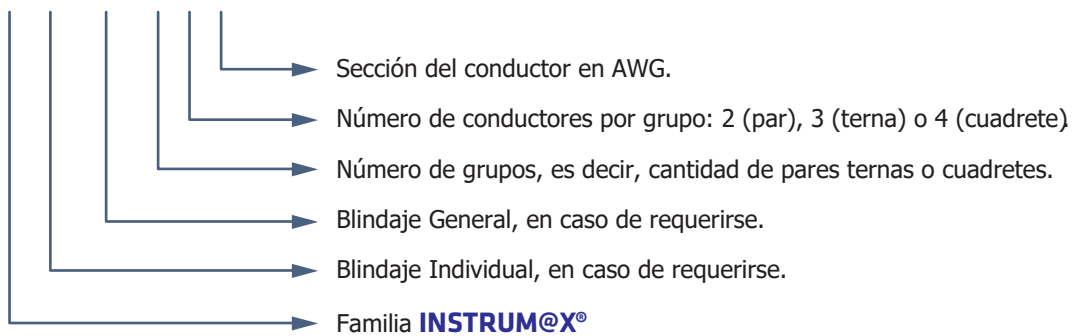 Sección del conductor en AWG.
Número de conductores por grupo: 2 (par), 3 (terna) o 4 (cuadrete).
Número de grupos, es decir, cantidad de pares ternas o cuadretes.
Blindaje General, en caso de requerirse.
Blindaje Individual, en caso de requerirse.
Familia INSTRUM@X®